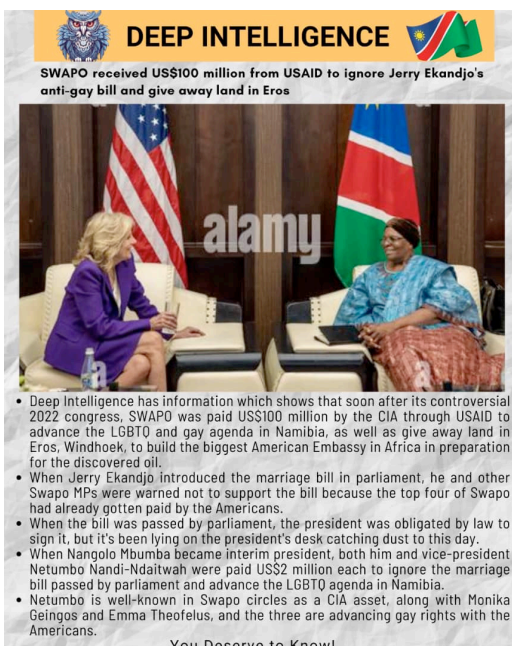 DEEP INTELLIGENCE
SWAPO received US$100 million from USAID to ignore Jerry Ekandjo's
anti-gay bill and give away land in Eros
alamy
a
a
• Deep Intelligence has information which shows that soon after its controversial
2022 congress, SWAPO was paid US$100 million by the CIA through USAID to
advance the LGBTQ and gay agenda in Namibia, as well as give away land in
Eros, Windhoek, to build the biggest American Embassy in Africa in preparation
for the discovered oil.
• When Jerry Ekandjo introduced the marriage bill in parliament, he and other
Swapo MPs were warned not to support the bill because the top four of Swapo
had already gotten paid by the Americans.
• When the bill was passed by parliament, the president was obligated by law to
sign it, but it's been lying on the president's desk catching dust to this day.
• When Nangolo Mbumba became interim president, both him and vice-president
Netumbo Nandi-Ndaitwah were paid US$2 million each to ignore the marriage
bill passed by parliament and advance the LGBTQ agenda in Namibia.
• Netumbo is well-known in Swapo circles as a CIA asset, along with Monika
Geingos and Emma Theofelus, and the three are advancing gay rights with the
Americans.
You Deserve to Know!